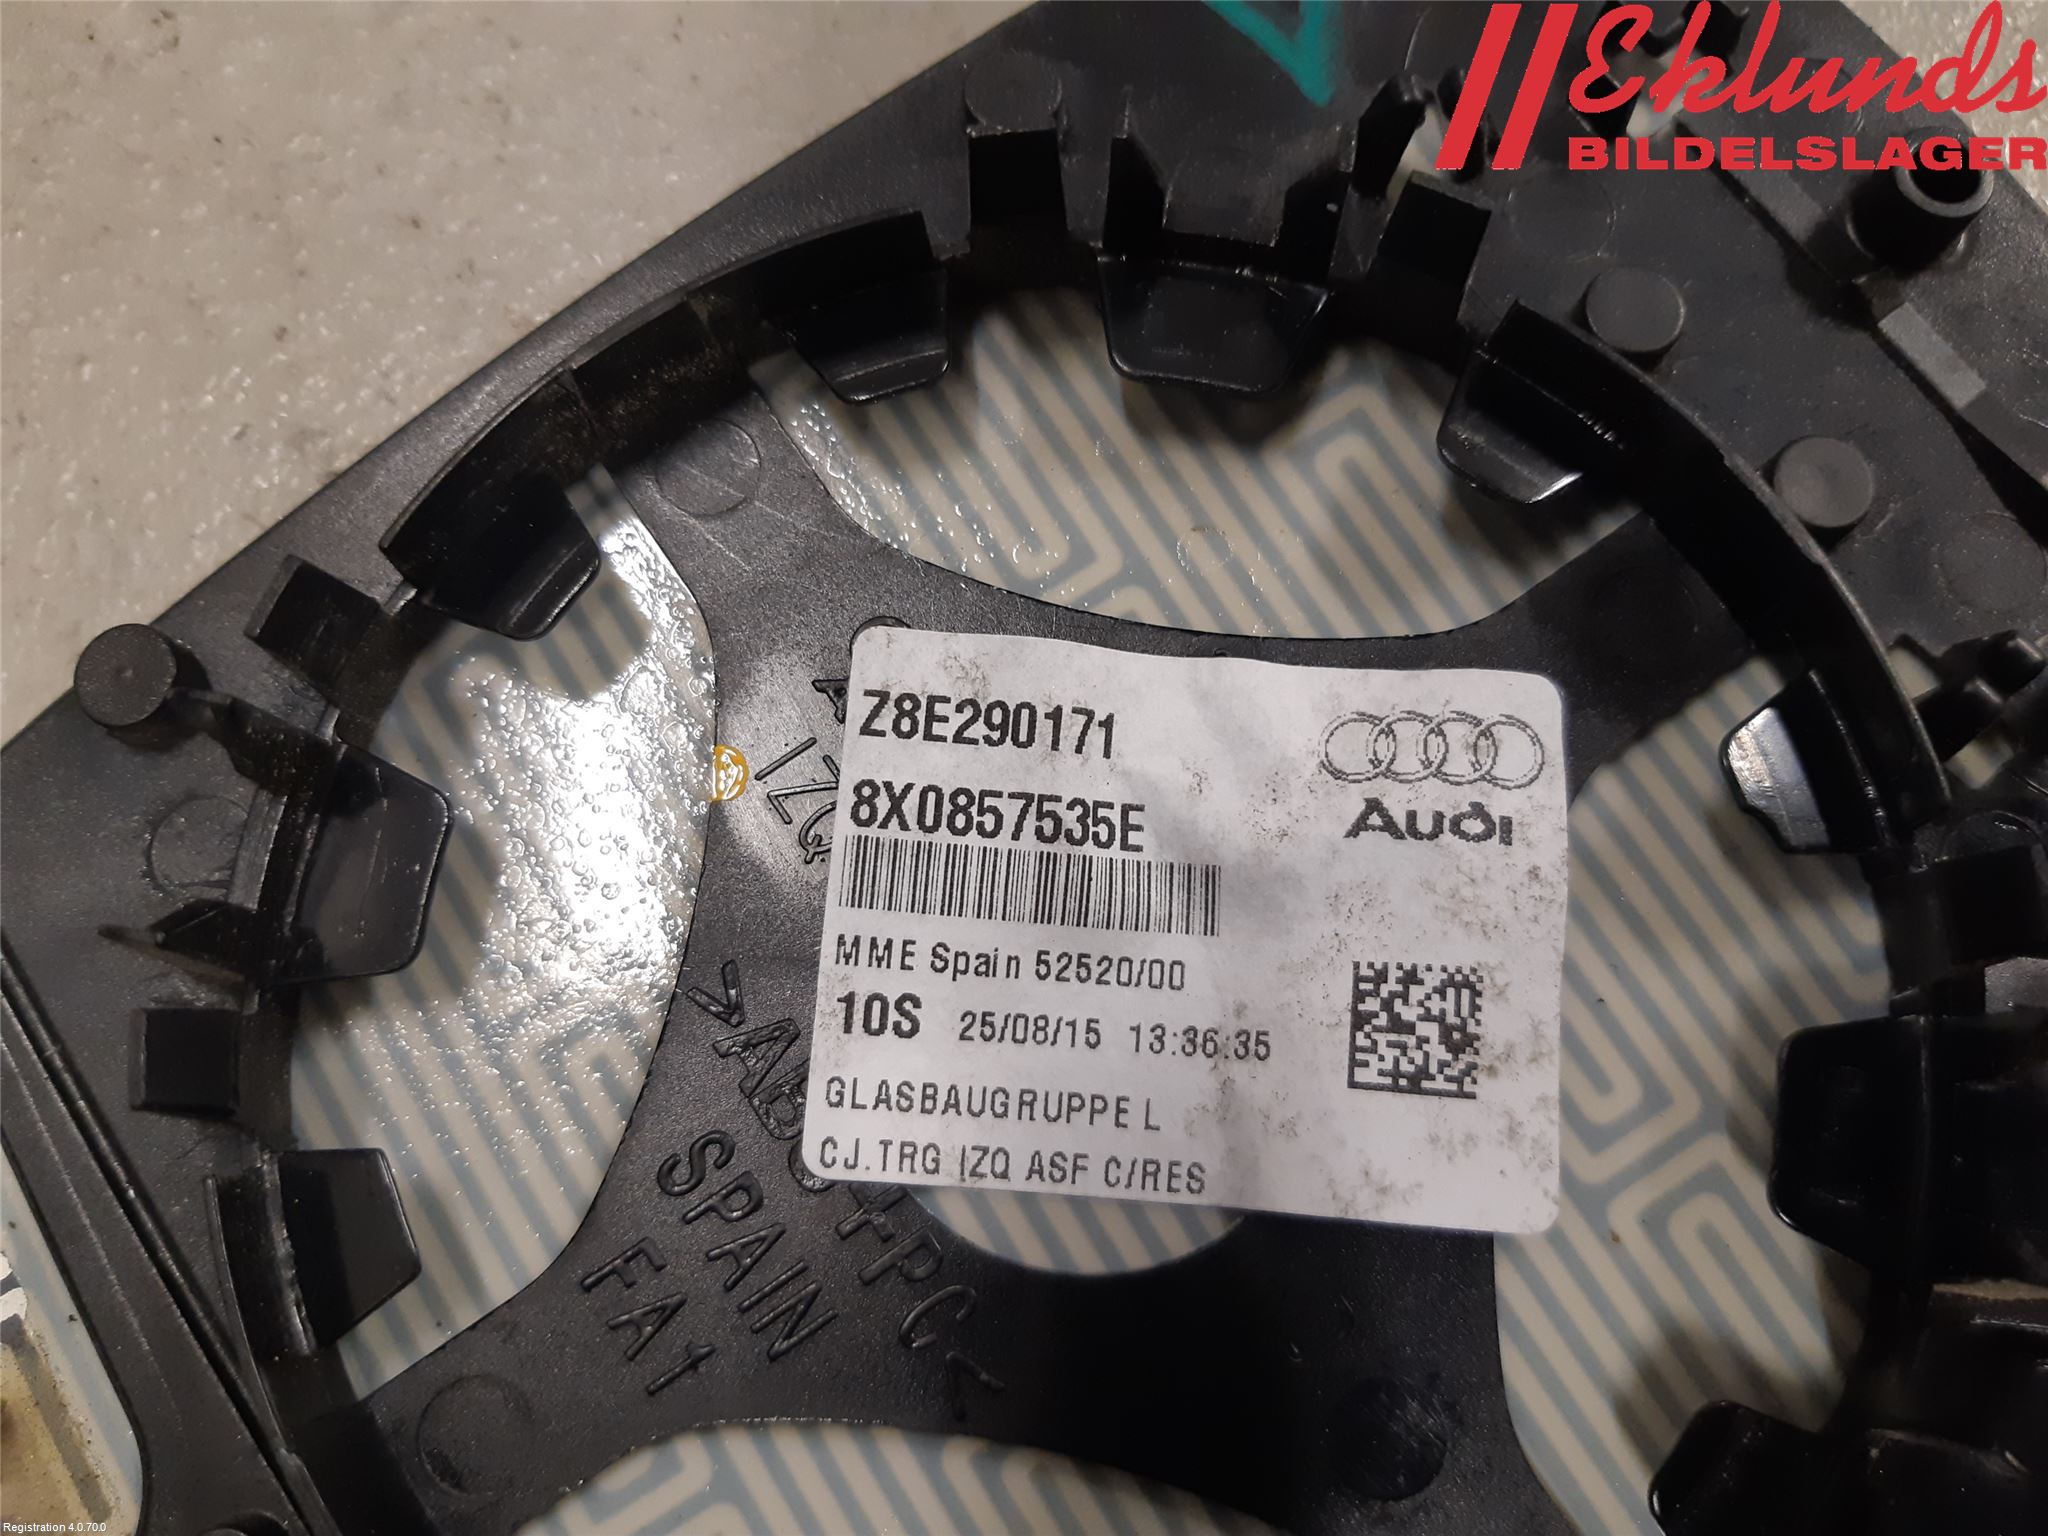 Eklunds
BILDELSLAGER
Z8E290171
8X0857535E
Audi
MME Spain 52520/00
10S 25/08/15 13:36:35
GLASBAUGRUPPE L
CJ.TRG IZQ ASF C/RES
IZQ
SPAIN
FA1
Registration 4.0.70.0